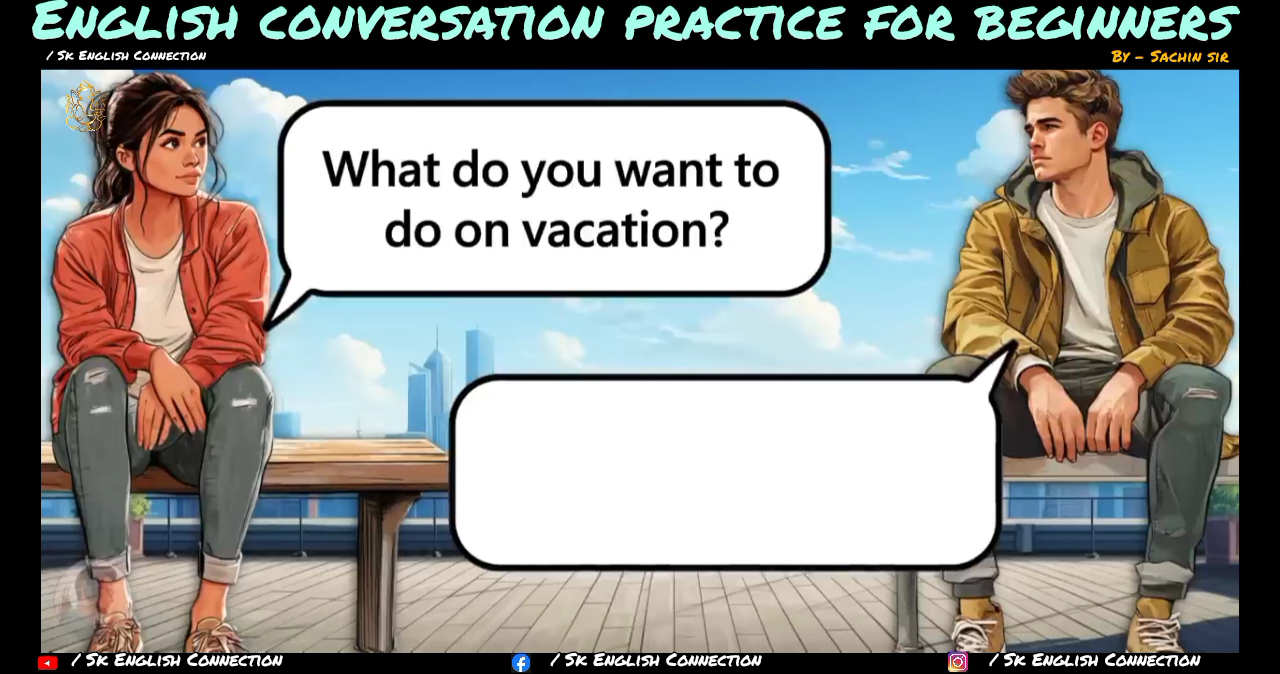 English conversation practice for beginners
/ Sk English Connection
By - Sachin sir
What do you want to
do on vacation?
/ Sk English Connection
/ Sk English Connection
/ Sk English Connection